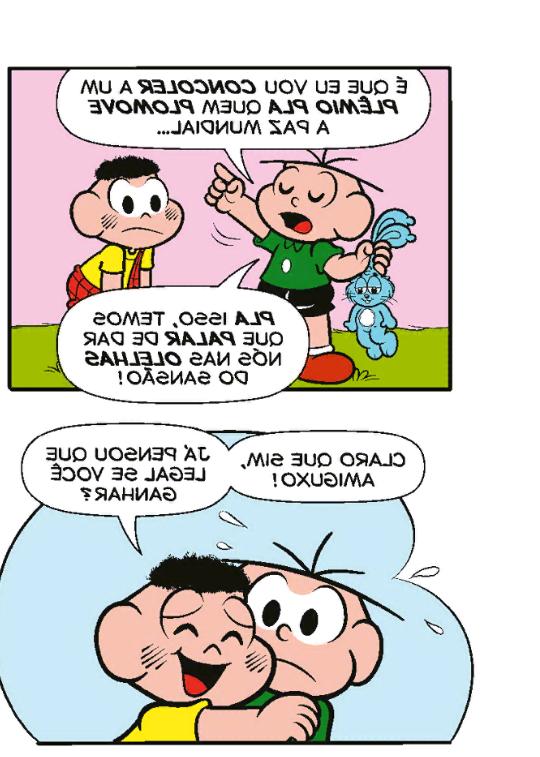 É QUE EU VOU CONCOLER A UM
PLÊMIO PLA QUEM PLOMOVE
A PAZ MUNDIAL...
PLA ISSO, TEMOS
QUE PALAR DE DAR
NÓS NAS OLELHAS
DO SANSÃO!
CLARO QUE SIM,
AMIGUXO!
JÁ PENSOU QUE
LEGAL SE VOCÊ
GANHAR?